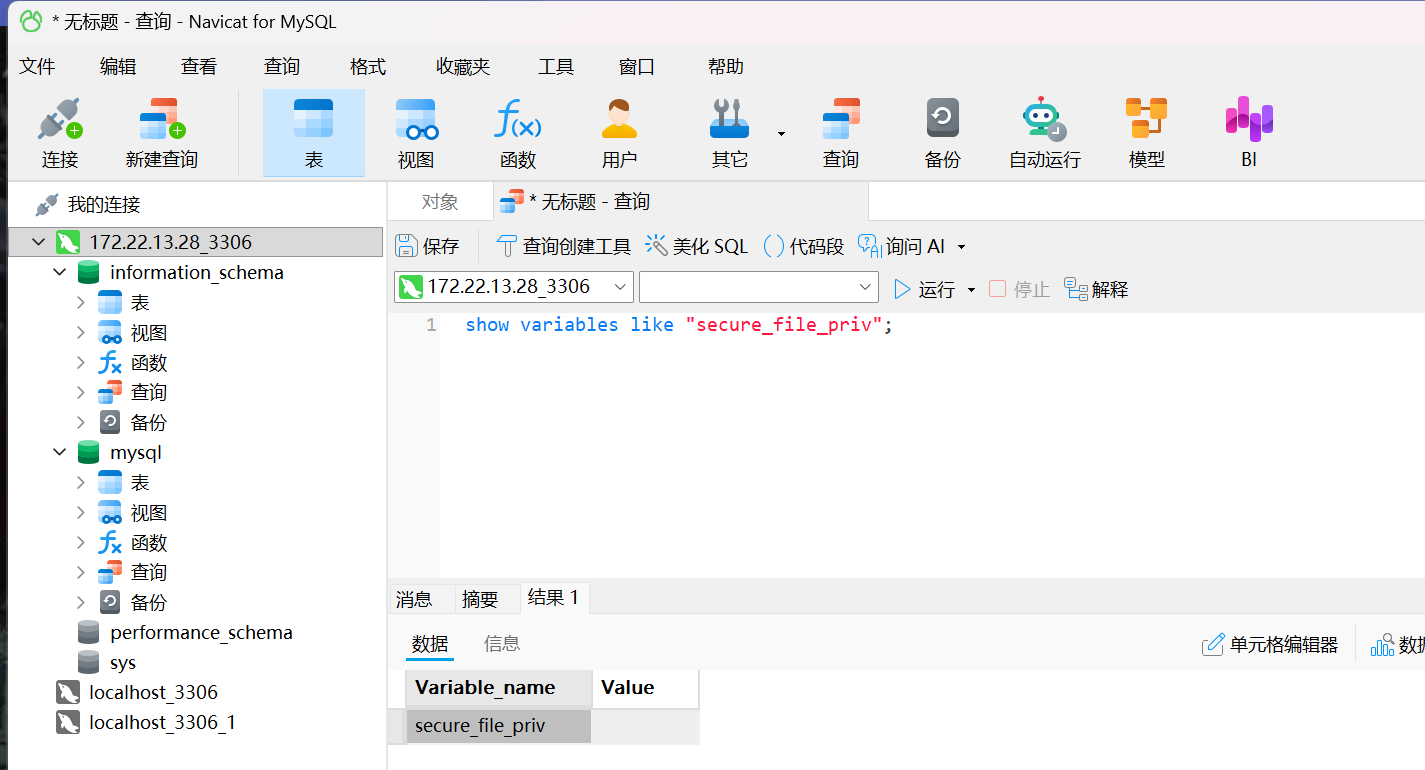 * 无标题 - 查询 - Navicat for MySQL
文件 编辑 查看 查询 格式 收藏夹 工具 窗口 帮助
连接 新建查询 表 视图 函数 用户 其它 查询 备份 自动运行 模型 BI
我的连接
172.22.13.28_3306
information_schema
表
视图
函数
查询
备份
mysql
表
视图
函数
查询
备份
performance_schema
sys
localhost_3306
localhost_3306_1
对象 * 无标题 - 查询
保存 查询创建工具 美化 SQL 代码段 询问 AI
172.22.13.28_3306 运行 停止 解释
1 show variables like "secure_file_priv";
消息 摘要 结果 1
数据 信息 单元格编辑器
Variable_name Value
secure_file_priv